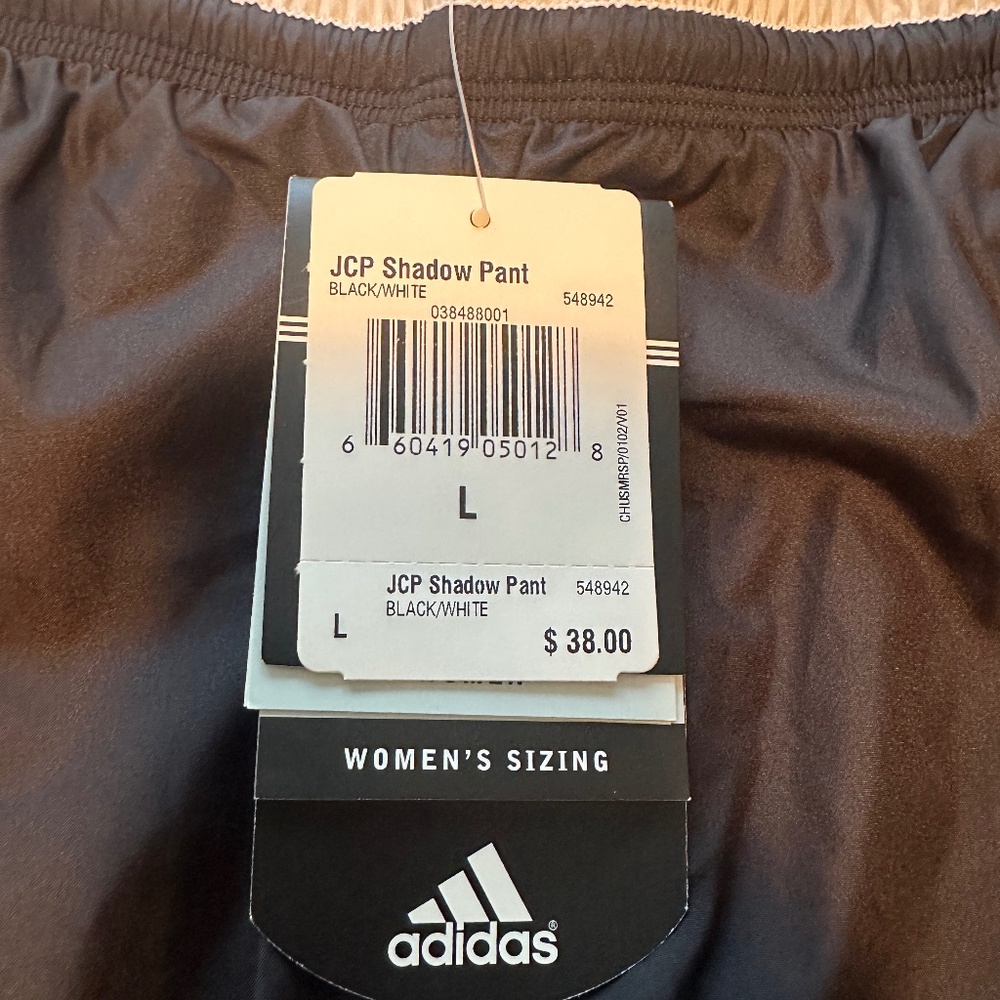 JCP Shadow Pant
BLACK/WHITE
548942
038488001
6 60419 05012 8
CHUSMRSP/0102/V01
L
JCP Shadow Pant 548942
BLACK/WHITE
L
$ 38.00
WOMEN'S SIZING
adidas®